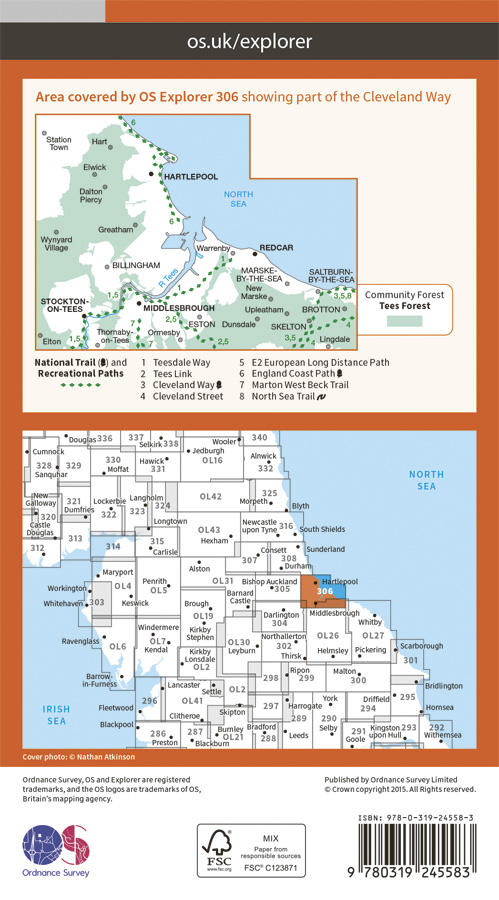 os.uk/explorer
Area covered by OS Explorer 306 showing part of the Cleveland Way
6
Station
Town
Hart
Elwick
HARTLEPOOL
Dalton
Piercy
NORTH
SEA
6
Greatham
Wynyard
Village
Warrenby
REDCAR
1
BILLINGHAM
R Tees
MARSKE-
BY-THE-SEA
SALTBURN-
BY-THE-SEA
New
Marske
1,5
3,5,8
STOCKTON-
ON-TEES
MIDDLESBROUGH
Upleatham
BROTTON
ESTON
Dunsdale
SKELTON
4
Thornaby-
on-Tees
Ormesby
Elton
1,5
7
2,5
3,5
Lingdale
4
Community Forest
Tees Forest
National Trail and
Recreational Paths
1 Teesdale Way
2 Tees Link
3 Cleveland Way
4 Cleveland Street
5 E2 European Long Distance Path
6 England Coast Path
7 Marton West Beck Trail
8 North Sea Trail
Douglas 336
337
Selkirk 338
Wooler
340
Cumnock
Jedburgh
OL16
Alnwick
332
328
329
Sanquhar
330
Moffat
Hawick
331
New
Galloway
321
Dumfries
Lockerbie
322
Langholm
323
324
OL42
Morpeth
325
Blyth
320
Castle
Douglas
313
Longtown
OL43
Newcastle
upon Tyne
316
South Shields
312
314
315
Carlisle
Hexham
307
Consett
308
Sunderland
Durham
Alston
Maryport
Workington
OL4
Penrith
OL5
OL31
Bishop Auckland
305
Hartlepool
306
Whitehaven
303
Keswick
Brough
OL19
Barnard
Castle
Darlington
304
Middlesbrough
Whitby
Windermere
OL7
Kendal
Kirkby
Stephen
Ravenglass
OL6
OL30
Leyburn
Northallerton
302
Thirsk
OL26
Helmsley
OL27
Pickering
Scarborough
301
Kirkby
Lonsdale
OL2
Barrow-
in-Furness
298
Ripon
299
Malton
300
Bridlington
Lancaster
Settle
OL2
296
OL41
Fleetwood
Clitheroe
Skipton
297
Harrogate
289
York
Driffield
294
295
Hornsea
IRISH
SEA
Blackpool
286
Preston
287
Blackburn
Burnley
OL21
Bradford
288
Leeds
290
Selby
291
Goole
Kingston
upon Hull
293
292
Withernsea
NORTH
SEA
Cover photo: © Nathan Atkinson
Ordnance Survey, OS and Explorer are registered
trademarks, and the OS logos are trademarks of OS,
Britain's mapping agency.
Published by Ordnance Survey Limited
© Crown copyright 2015. All rights reserved.
OS
Ordnance Survey
FSC
www.fsc.org
MIX
Paper from
responsible sources
FSC® C123871
ISBN: 978-0-319-24558-3
9 780319 245583